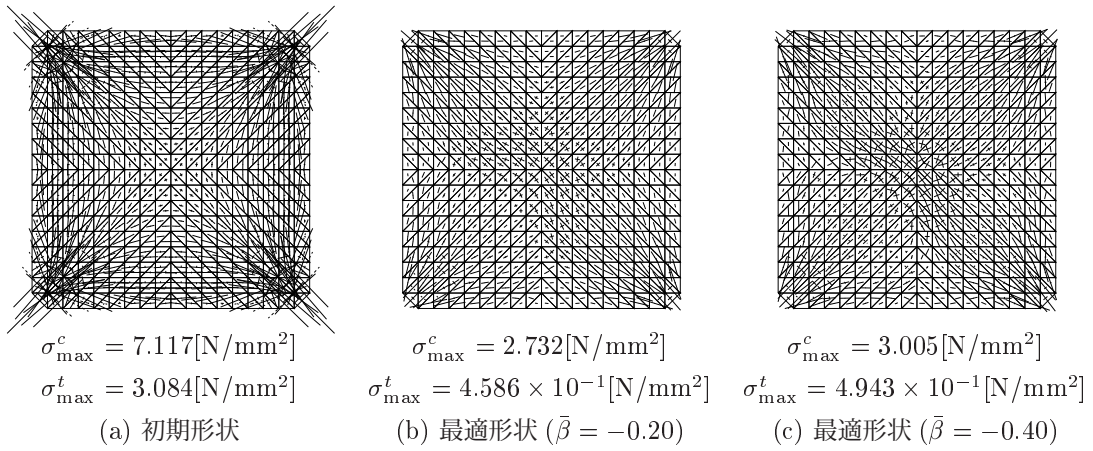 σ^c_max = 7.117[N/mm²]
σ^t_max = 3.084[N/mm²]
(a) 初期形状
σ^c_max = 2.732[N/mm²]
σ^t_max = 4.586 × 10⁻¹[N/mm²]
(b) 最適形状 (β̄ = −0.20)
σ^c_max = 3.005[N/mm²]
σ^t_max = 4.943 × 10⁻¹[N/mm²]
(c) 最適形状 (β̄ = −0.40)